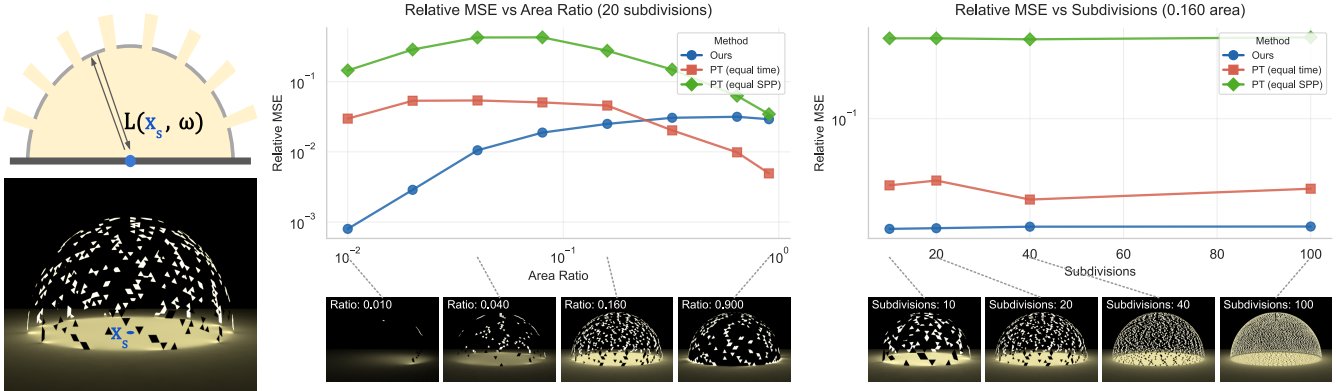 L(x_s, ω)
x_s
Relative MSE vs Area Ratio (20 subdivisions)
Relative MSE
10⁻¹
10⁻²
10⁻³
Method
Ours
PT (equal time)
PT (equal SPP)
10⁻²
10⁻¹
10⁰
Area Ratio
Ratio: 0.010
Ratio: 0.040
Ratio: 0.160
Ratio: 0.900
Relative MSE vs Subdivisions (0.160 area)
Relative MSE
10⁻¹
Method
Ours
PT (equal time)
PT (equal SPP)
20
40
60
80
100
Subdivisions
Subdivisions: 10
Subdivisions: 20
Subdivisions: 40
Subdivisions: 100